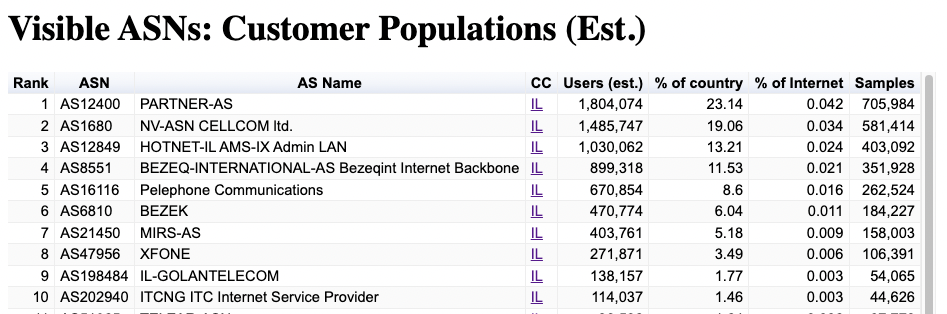 Visible ASNs: Customer Populations (Est.)
Rank ASN AS Name CC Users (est.) % of country % of Internet Samples
1 AS12400 PARTNER-AS IL 1,804,074 23.14 0.042 705,984
2 AS1680 NV-ASN CELLCOM ltd. IL 1,485,747 19.06 0.034 581,414
3 AS12849 HOTNET-IL AMS-IX Admin LAN IL 1,030,062 13.21 0.024 403,092
4 AS8551 BEZEQ-INTERNATIONAL-AS Bezeqint Internet Backbone IL 899,318 11.53 0.021 351,928
5 AS16116 Pelephone Communications IL 670,854 8.6 0.016 262,524
6 AS6810 BEZEK IL 470,774 6.04 0.011 184,227
7 AS21450 MIRS-AS IL 403,761 5.18 0.009 158,003
8 AS47956 XFONE IL 271,871 3.49 0.006 106,391
9 AS198484 IL-GOLANTELECOM IL 138,157 1.77 0.003 54,065
10 AS202940 ITCNG ITC Internet Service Provider IL 114,037 1.46 0.003 44,626